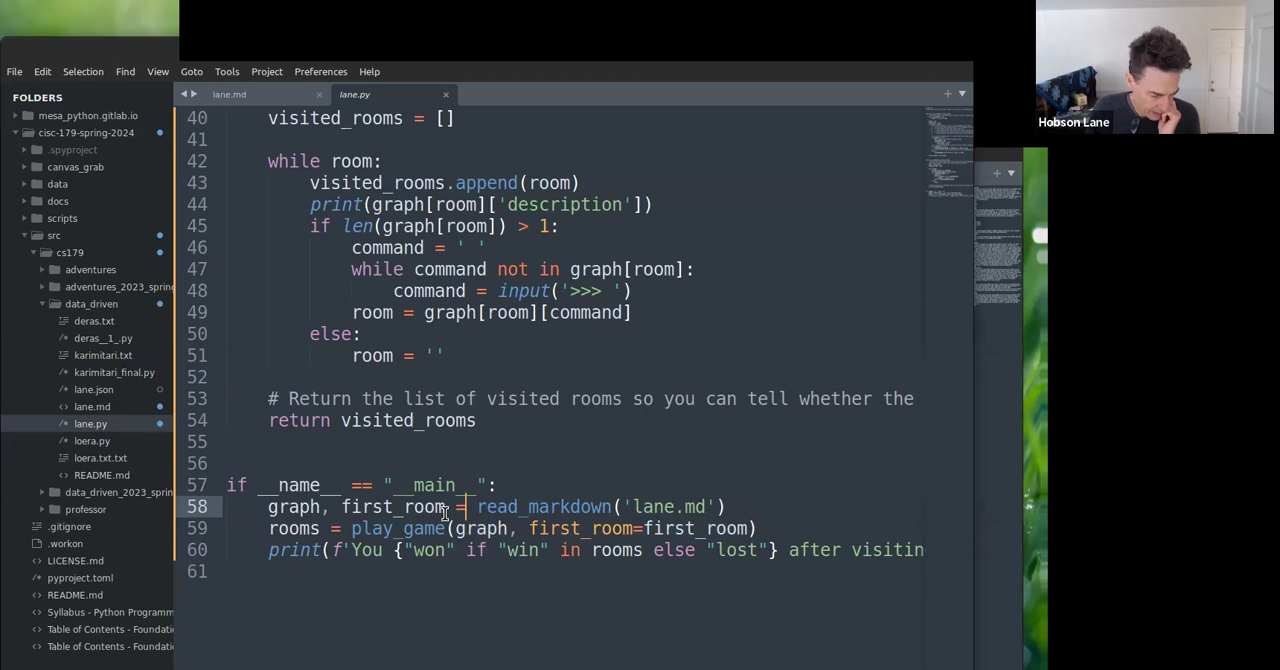 File Edit Selection Find View Goto Tools Project Preferences Help
FOLDERS
mesa_python.gitlab.io
cisc-179-spring-2024
.spyproject
canvas_grab
data
docs
scripts
src
cs179
adventures
adventures_2023_spring
data_driven
deras.txt
deras__1_.py
karimitari.txt
karimitari_final.py
lane.json
lane.md
lane.py
loera.py
loera.txt.txt
README.md
data_driven_2023_sprin
professor
.gitignore
.workon
LICENSE.md
pyproject.toml
README.md
Syllabus - Python Programm
Table of Contents - Foundatio
Table of Contents - Foundati
lane.md
lane.py
40 visited_rooms = []
41
42 while room:
43 visited_rooms.append(room)
44 print(graph[room]['description'])
45 if len(graph[room]) > 1:
46 command = ' '
47 while command not in graph[room]:
48 command = input('>>> ')
49 room = graph[room][command]
50 else:
51 room = ''
52
53 # Return the list of visited rooms so you can tell whether the
54 return visited_rooms
55
56
57 if __name__ == "__main__":
58 graph, first_room = read_markdown('lane.md')
59 rooms = play_game(graph, first_room=first_room)
60 print(f'You {"won" if "win" in rooms else "lost"} after visitin
61
Hobson Lane